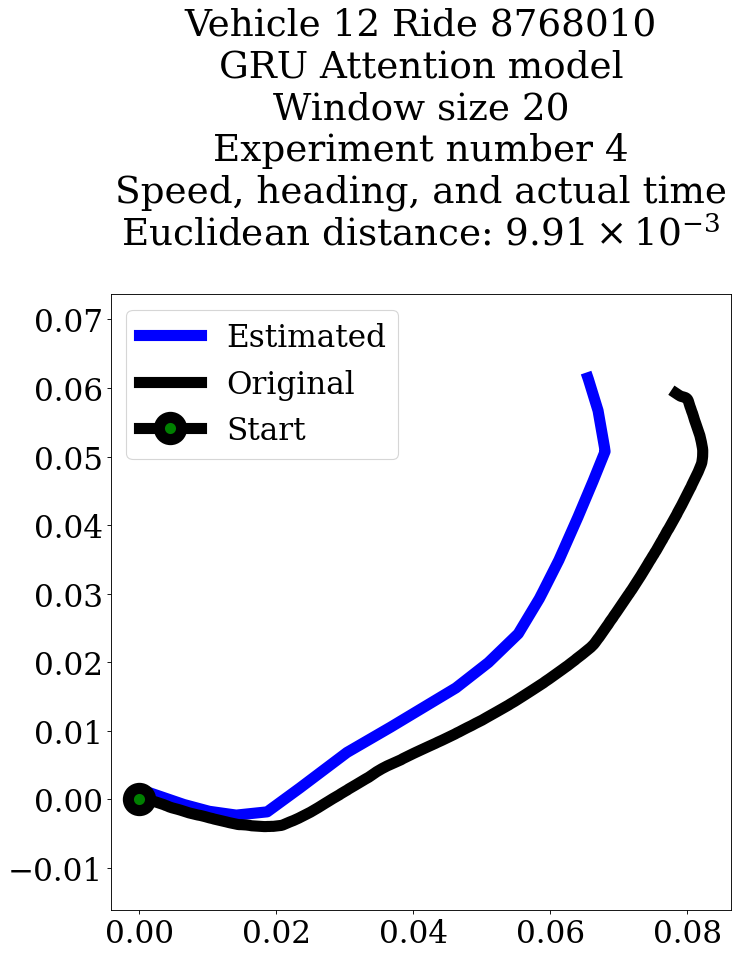 Vehicle 12 Ride 8768010
GRU Attention model
Window size 20
Experiment number 4
Speed, heading, and actual time
Euclidean distance: 9.91 × 10⁻³
0.07
0.06
0.05
0.04
0.03
0.02
0.01
0.00
−0.01
Estimated
Original
Start
0.00 0.02 0.04 0.06 0.08